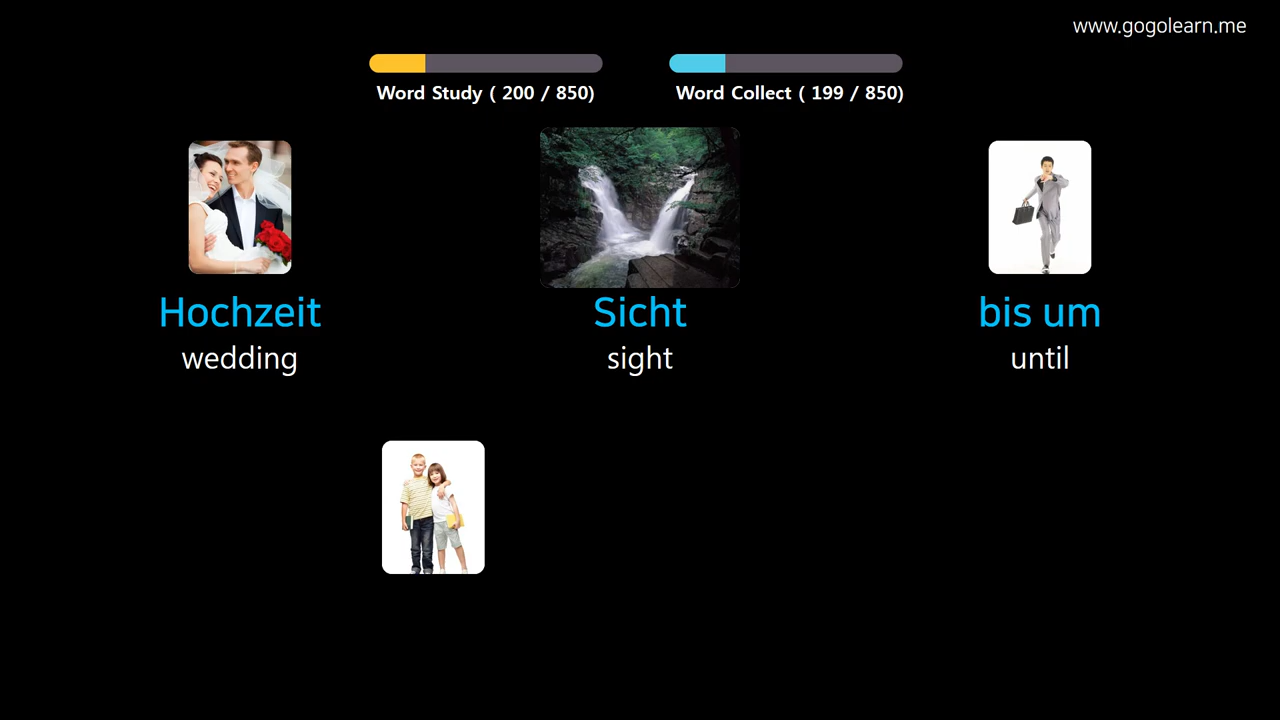 www.gogolearn.me
Word Study ( 200 / 850)
Word Collect ( 199 / 850)
Hochzeit
wedding
Sicht
sight
bis um
until